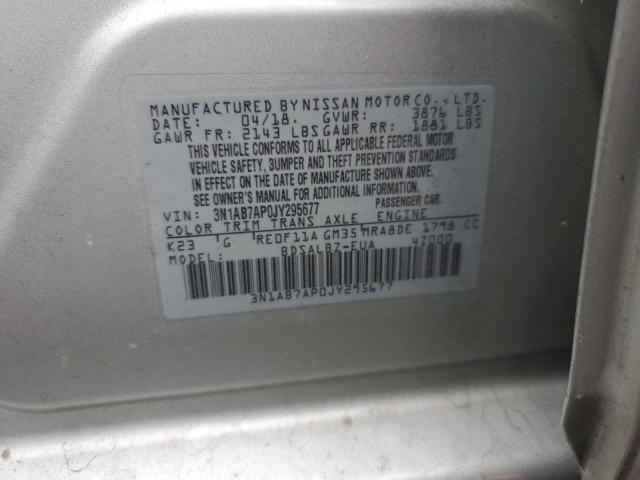 MANUFACTURED BY NISSAN MOTOR CO., LTD.
DATE: 04/18. GVWR: 3876 LBS
GAWR FR: 2143 LBS GAWR RR: 1881 LBS
THIS VEHICLE CONFORMS TO ALL APPLICABLE FEDERAL MOTOR
VEHICLE SAFETY, BUMPER AND THEFT PREVENTION STANDARDS
IN EFFECT ON THE DATE OF MANUFACTURE SHOWN ABOVE.
SEE OWNER'S MANUAL FOR ADDITIONAL INFORMATION.
VIN: 3N1AB7AP0JY295677 PASSENGER CAR.
COLOR TRIM TRANS AXLE ENGINE
K23 G RE0F11A GM35 MRA8DE 1798 CC
MODEL: BDSALBZ-EUA 4Z000
3N1AB7AP0JY295677